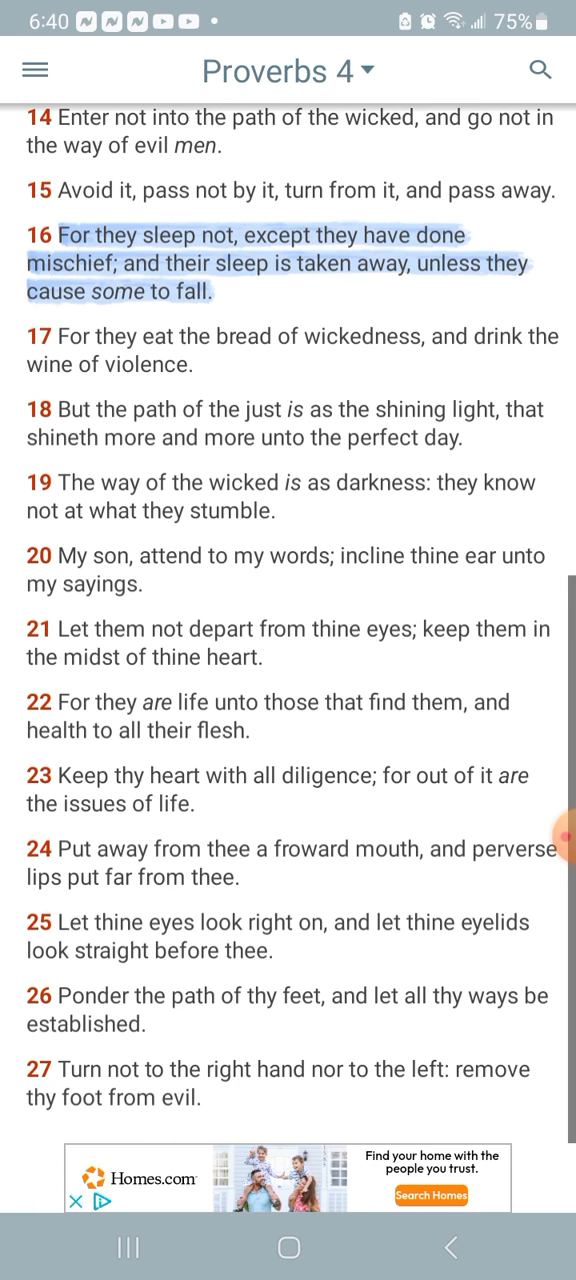 6:40
75%
Proverbs 4
14 Enter not into the path of the wicked, and go not in
the way of evil men.
15 Avoid it, pass not by it, turn from it, and pass away.
16 For they sleep not, except they have done
mischief; and their sleep is taken away, unless they
cause some to fall.
17 For they eat the bread of wickedness, and drink the
wine of violence.
18 But the path of the just is as the shining light, that
shineth more and more unto the perfect day.
19 The way of the wicked is as darkness: they know
not at what they stumble.
20 My son, attend to my words; incline thine ear unto
my sayings.
21 Let them not depart from thine eyes; keep them in
the midst of thine heart.
22 For they are life unto those that find them, and
health to all their flesh.
23 Keep thy heart with all diligence; for out of it are
the issues of life.
24 Put away from thee a froward mouth, and perverse
lips put far from thee.
25 Let thine eyes look right on, and let thine eyelids
look straight before thee.
26 Ponder the path of thy feet, and let all thy ways be
established.
27 Turn not to the right hand nor to the left: remove
thy foot from evil.
Homes.com
Find your home with the
people you trust.
Search Homes